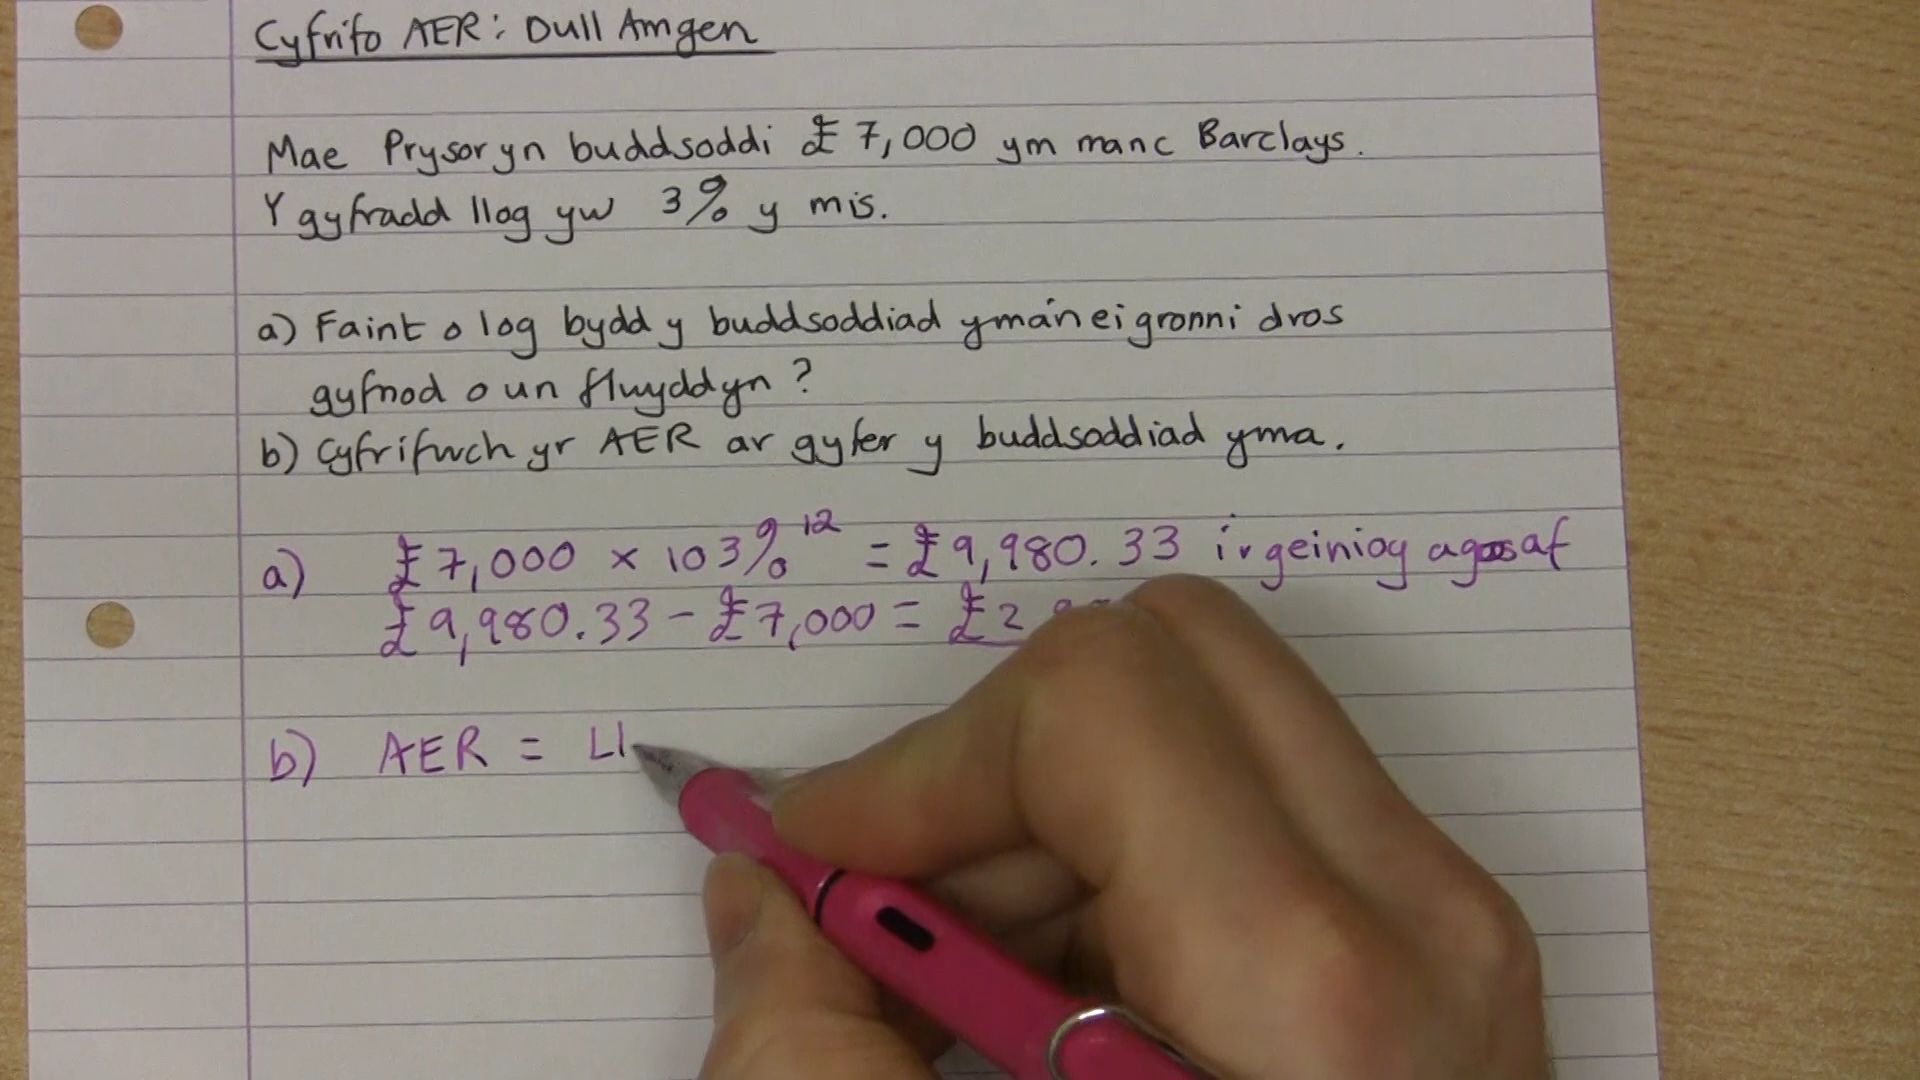 Cyfrifo AER: Dull Amgen
Mae Prysor yn buddsoddi £7,000 ym manc Barclays.
Y gyfradd llog yw 3% y mis.
a) Faint o log bydd y buddsoddiad yma'n ei gronni dros
gyfnod o un flwyddyn?
b) Cyfrifwch yr AER ar gyfer y buddsoddiad yma.
a) £7,000 × 103%¹² = £9,980.33 i'r geiniog agosaf
£9,980.33 - £7,000 = £2
b) AER = Ll